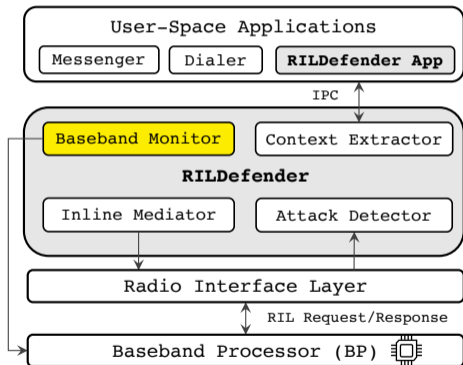 User-Space Applications
Messenger
Dialer
RILDefender App
IPC
Baseband Monitor
Context Extractor
RILDefender
Inline Mediator
Attack Detector
Radio Interface Layer
RIL Request/Response
Baseband Processor (BP)